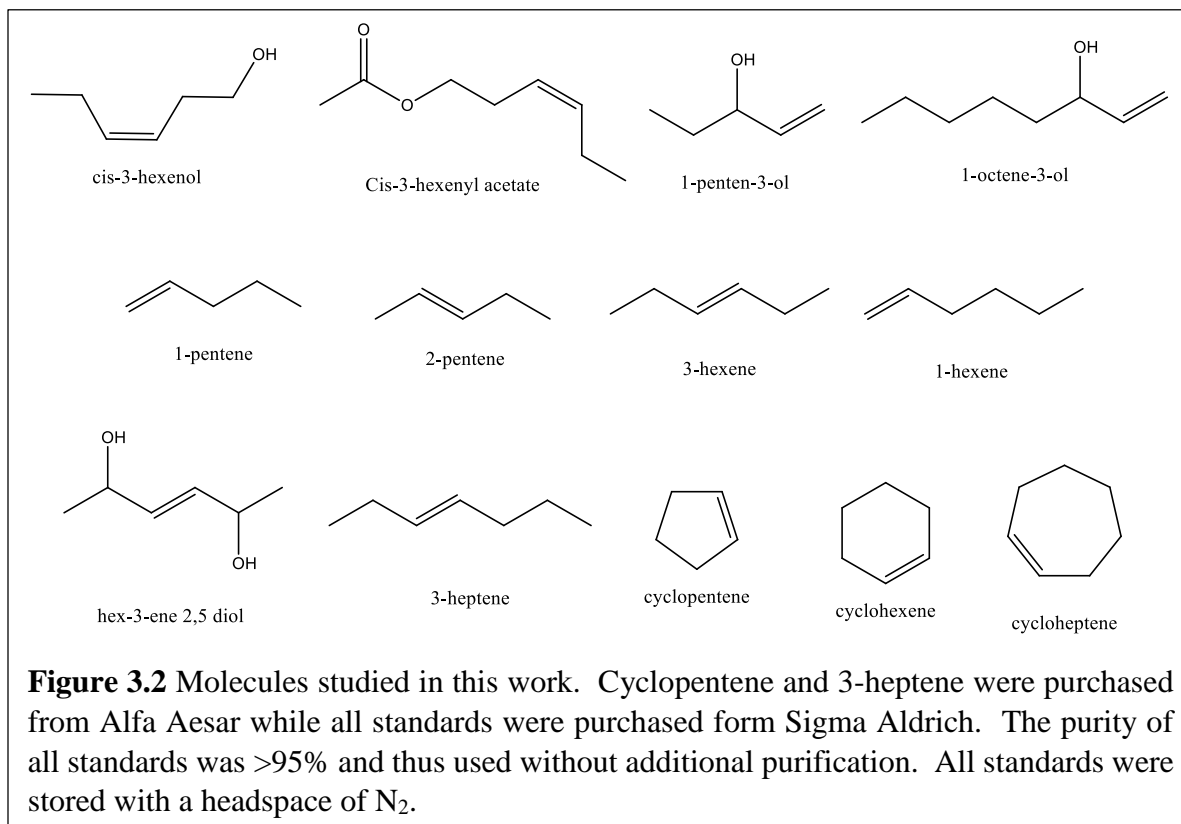 OH
O
O
OH
OH
cis-3-hexenol
Cis-3-hexenyl acetate
1-penten-3-ol
1-octene-3-ol
1-pentene
2-pentene
3-hexene
1-hexene
OH
OH
hex-3-ene 2,5 diol
3-heptene
cyclopentene
cyclohexene
cycloheptene
Figure 3.2 Molecules studied in this work. Cyclopentene and 3-heptene were purchased
from Alfa Aesar while all standards were purchased form Sigma Aldrich. The purity of
all standards was >95% and thus used without additional purification. All standards were
stored with a headspace of N₂.